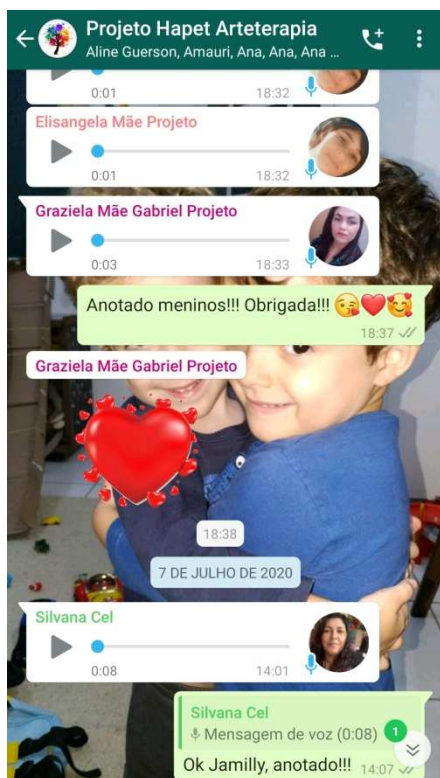 Projeto Hapet Arteterapia
Aline Guerson, Amauri, Ana, Ana, Ana ...
0:01 18:32
Elisangela Mãe Projeto
0:01 18:32
Graziela Mãe Gabriel Projeto
0:03 18:33
Anotado meninos!!! Obrigada!!! 😘❤️🥰
18:37
Graziela Mãe Gabriel Projeto
18:38
7 DE JULHO DE 2020
Silvana Cel
0:08 14:01
Silvana Cel
Mensagem de voz (0:08) 1
Ok Jamilly, anotado!!! 14:07